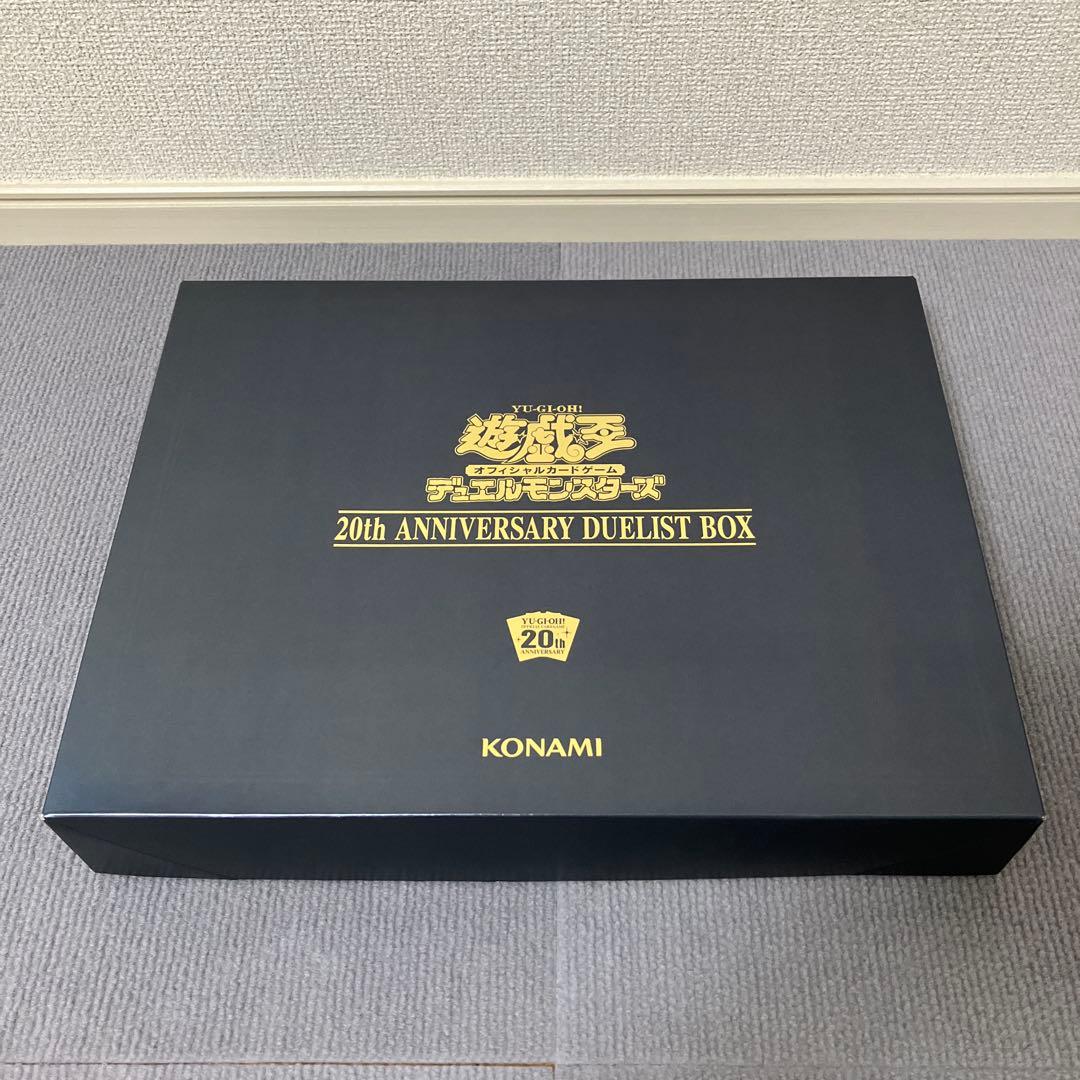 YU-GI-OH!
遊☆戯☆王
オフィシャルカードゲーム
デュエルモンスターズ
20th ANNIVERSARY DUELIST BOX
YU-GI-OH!
OFFICIAL CARDGAME
20th
ANNIVERSARY
KONAMI